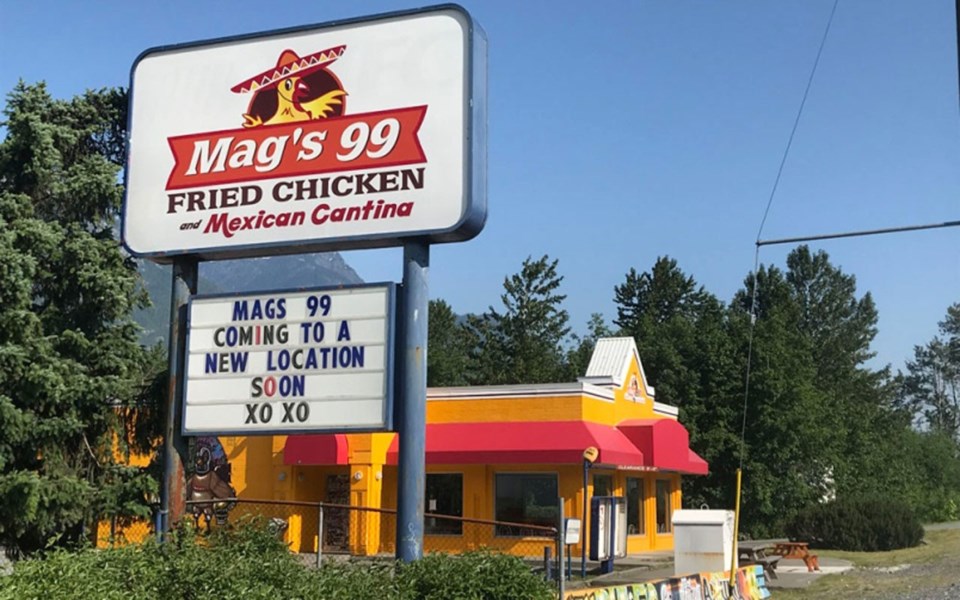 Mag's 99
FRIED CHICKEN
and Mexican Cantina
MAGS 99
COMING TO A
NEW LOCATION
SOON
XO XO